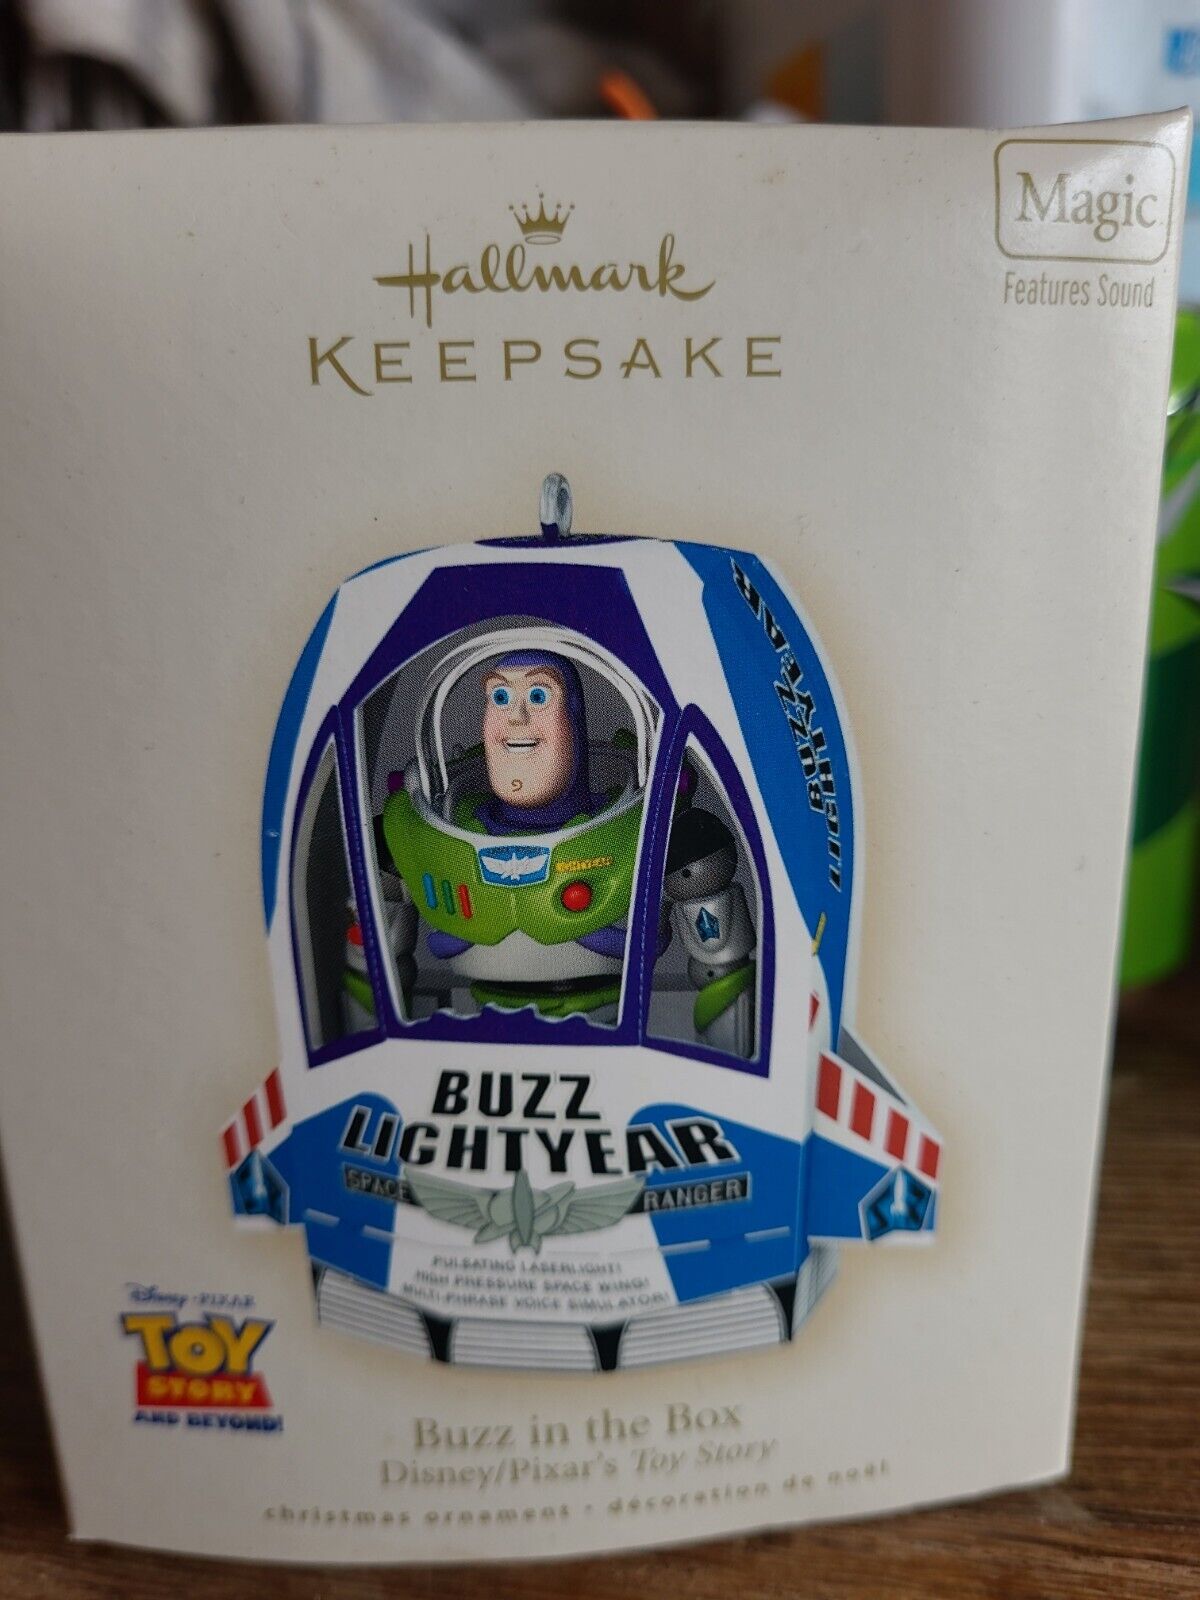 Magic
Features Sound
Hallmark
KEEPSAKE
BUZZ LIGHTYEAR
BUZZ
LIGHTYEAR
SPACE RANGER
PULSATING LASERLIGHT!
HIGH PRESSURE SPACE WING!
MULTI-PHRASE VOICE SIMULATOR!
Disney·PIXAR
TOY
STORY
AND BEYOND!
Buzz in the Box
Disney/Pixar's Toy Story
christmas ornament · décoration de noël